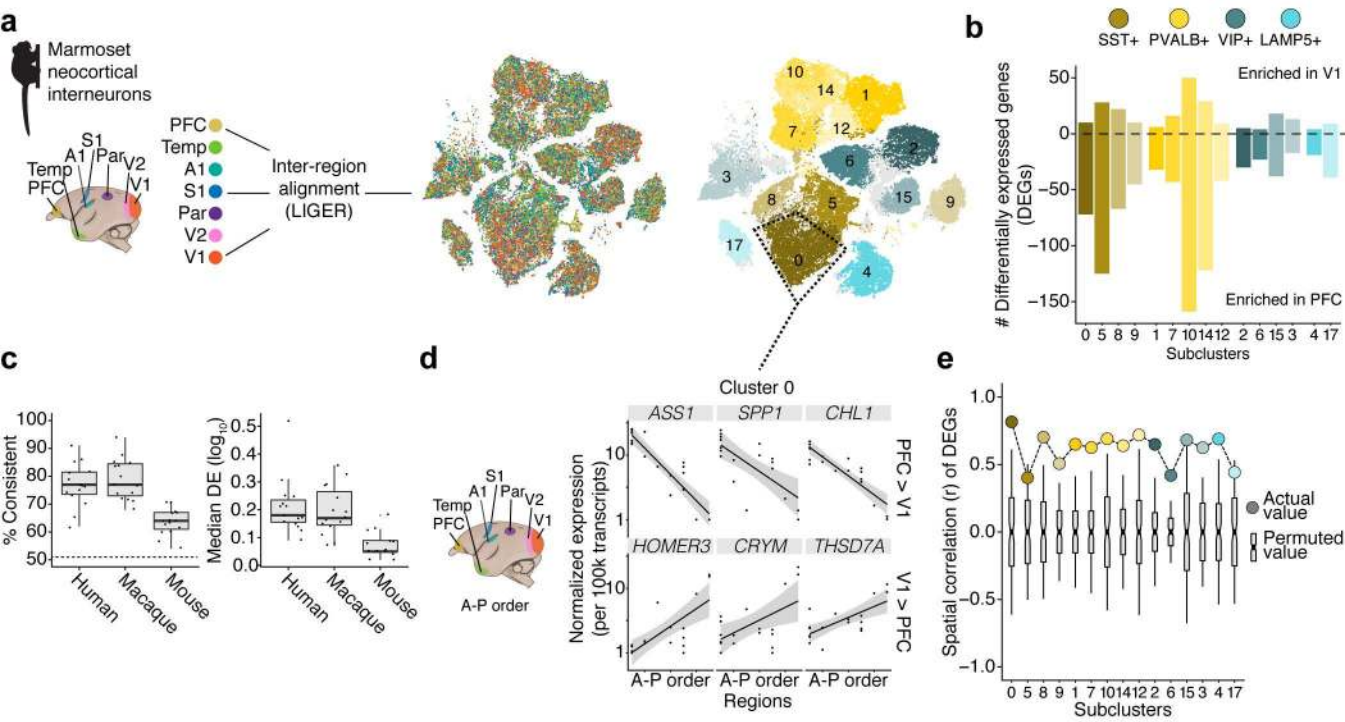 a
Marmoset
neocortical
interneurons
S1
A1
Par
V2
Temp
PFC
V1
PFC
Temp
A1
S1
Par
V2
V1
Inter-region
alignment
(LIGER)
10
14
1
12
7
6
2
3
8
5
15
9
17
0
4
b
SST+ PVALB+ VIP+ LAMP5+
# Differentially expressed genes
(DEGs)
50
0
−50
−100
−150
Enriched in V1
Enriched in PFC
0 5 8 9 1 7 10 14 12 2 6 15 3 4 17
Subclusters
c
% Consistent
100
90
80
70
60
50
Human
Macaque
Mouse
Median DE (log10)
0.5
0.4
0.3
0.2
0.1
0.0
Human
Macaque
Mouse
d
S1
A1
Par
V2
Temp
PFC
V1
A-P order
Cluster 0
ASS1 SPP1 CHL1
PFC > V1
HOMER3 CRYM THSD7A
V1 > PFC
Normalized expression
(per 100k transcripts)
10
1
10
1
A-P order A-P order A-P order
Regions
e
Spatial correlation (r) of DEGs
1.0
0.5
0.0
−0.5
−1.0
Actual
value
Permuted
value
0 5 8 9 1 7 10 14 12 2 6 15 3 4 17
Subclusters